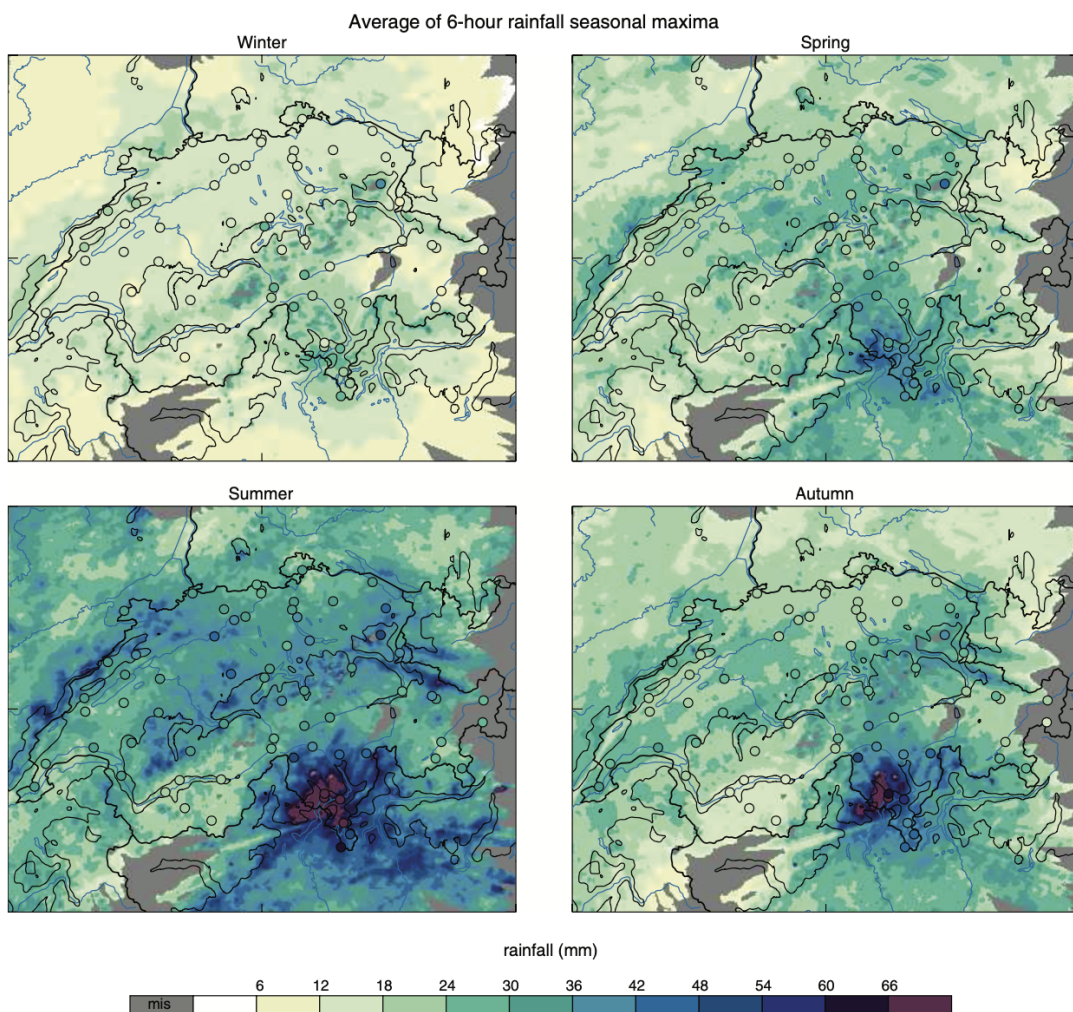 Average of 6-hour rainfall seasonal maxima
Winter
Spring
Summer
Autumn
rainfall (mm)
mis 6 12 18 24 30 36 42 48 54 60 66